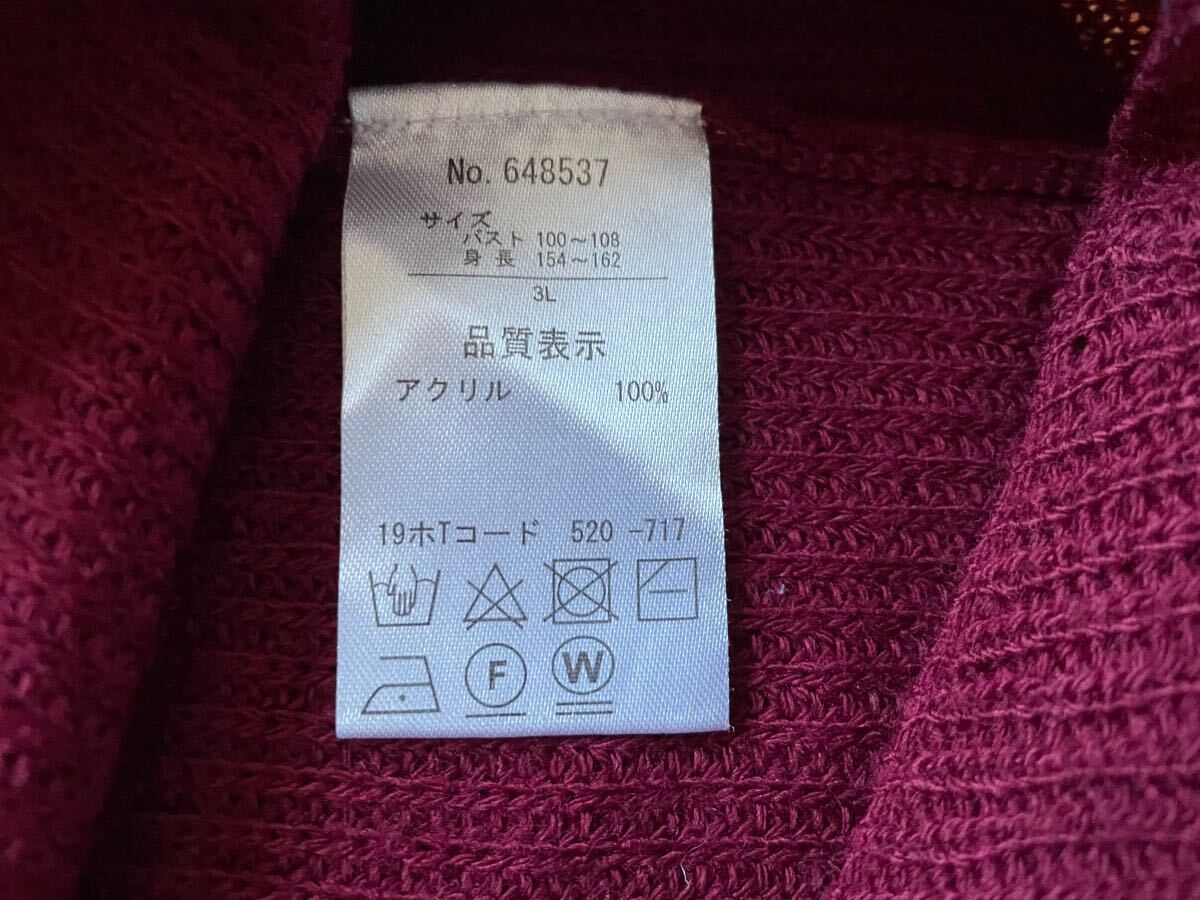 No. 648537
サイズ
バスト 100～108
身長 154～162
3L
品質表示
アクリル 100%
19ホTコード 520 -717
F W